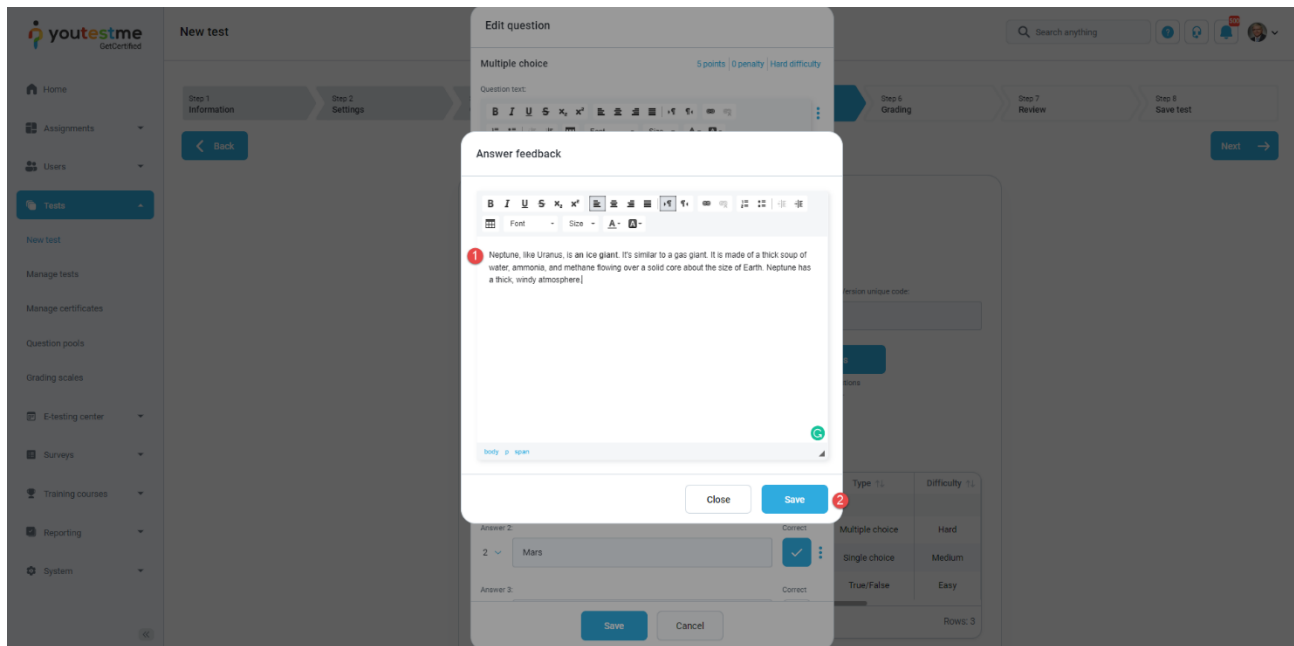 youtestme
GetCertified
New test
Search anything
Home
Assignments
Users
Tests
New test
Manage tests
Manage certificates
Question pools
Grading scales
E-testing center
Surveys
Training courses
Reporting
System
Step 1
Information
Step 2
Settings
Step 6
Grading
Step 7
Review
Step 8
Save test
Back
Next
Edit question
Multiple choice
5 points | 0 penalty | Hard difficulty
Question text:
Answer feedback
Font
Size
1
Neptune, like Uranus, is an ice giant. It's similar to a gas giant. It is made of a thick soup of
water, ammonia, and methane flowing over a solid core about the size of Earth. Neptune has
a thick, windy atmosphere.
body p span
Close
Save
2
Version unique code:
Type
Difficulty
Multiple choice
Hard
Single choice
Medium
True/False
Easy
Rows: 3
Answer 2:
Correct
2
Mars
Answer 3:
Correct
Save
Cancel